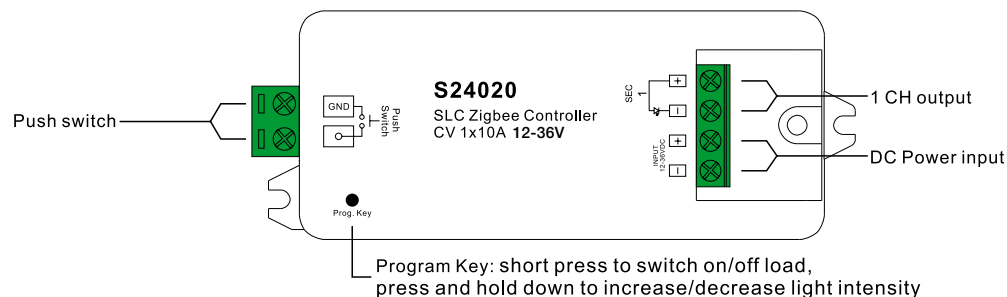 S24020
SLC Zigbee Controller
CV 1x10A 12-36V
Push switch
GND
Push
Switch
Prog. Key
SEC
1
+
−
+
−
INPUT
12-36VDC
1 CH output
DC Power input
Program Key: short press to switch on/off load,
press and hold down to increase/decrease light intensity